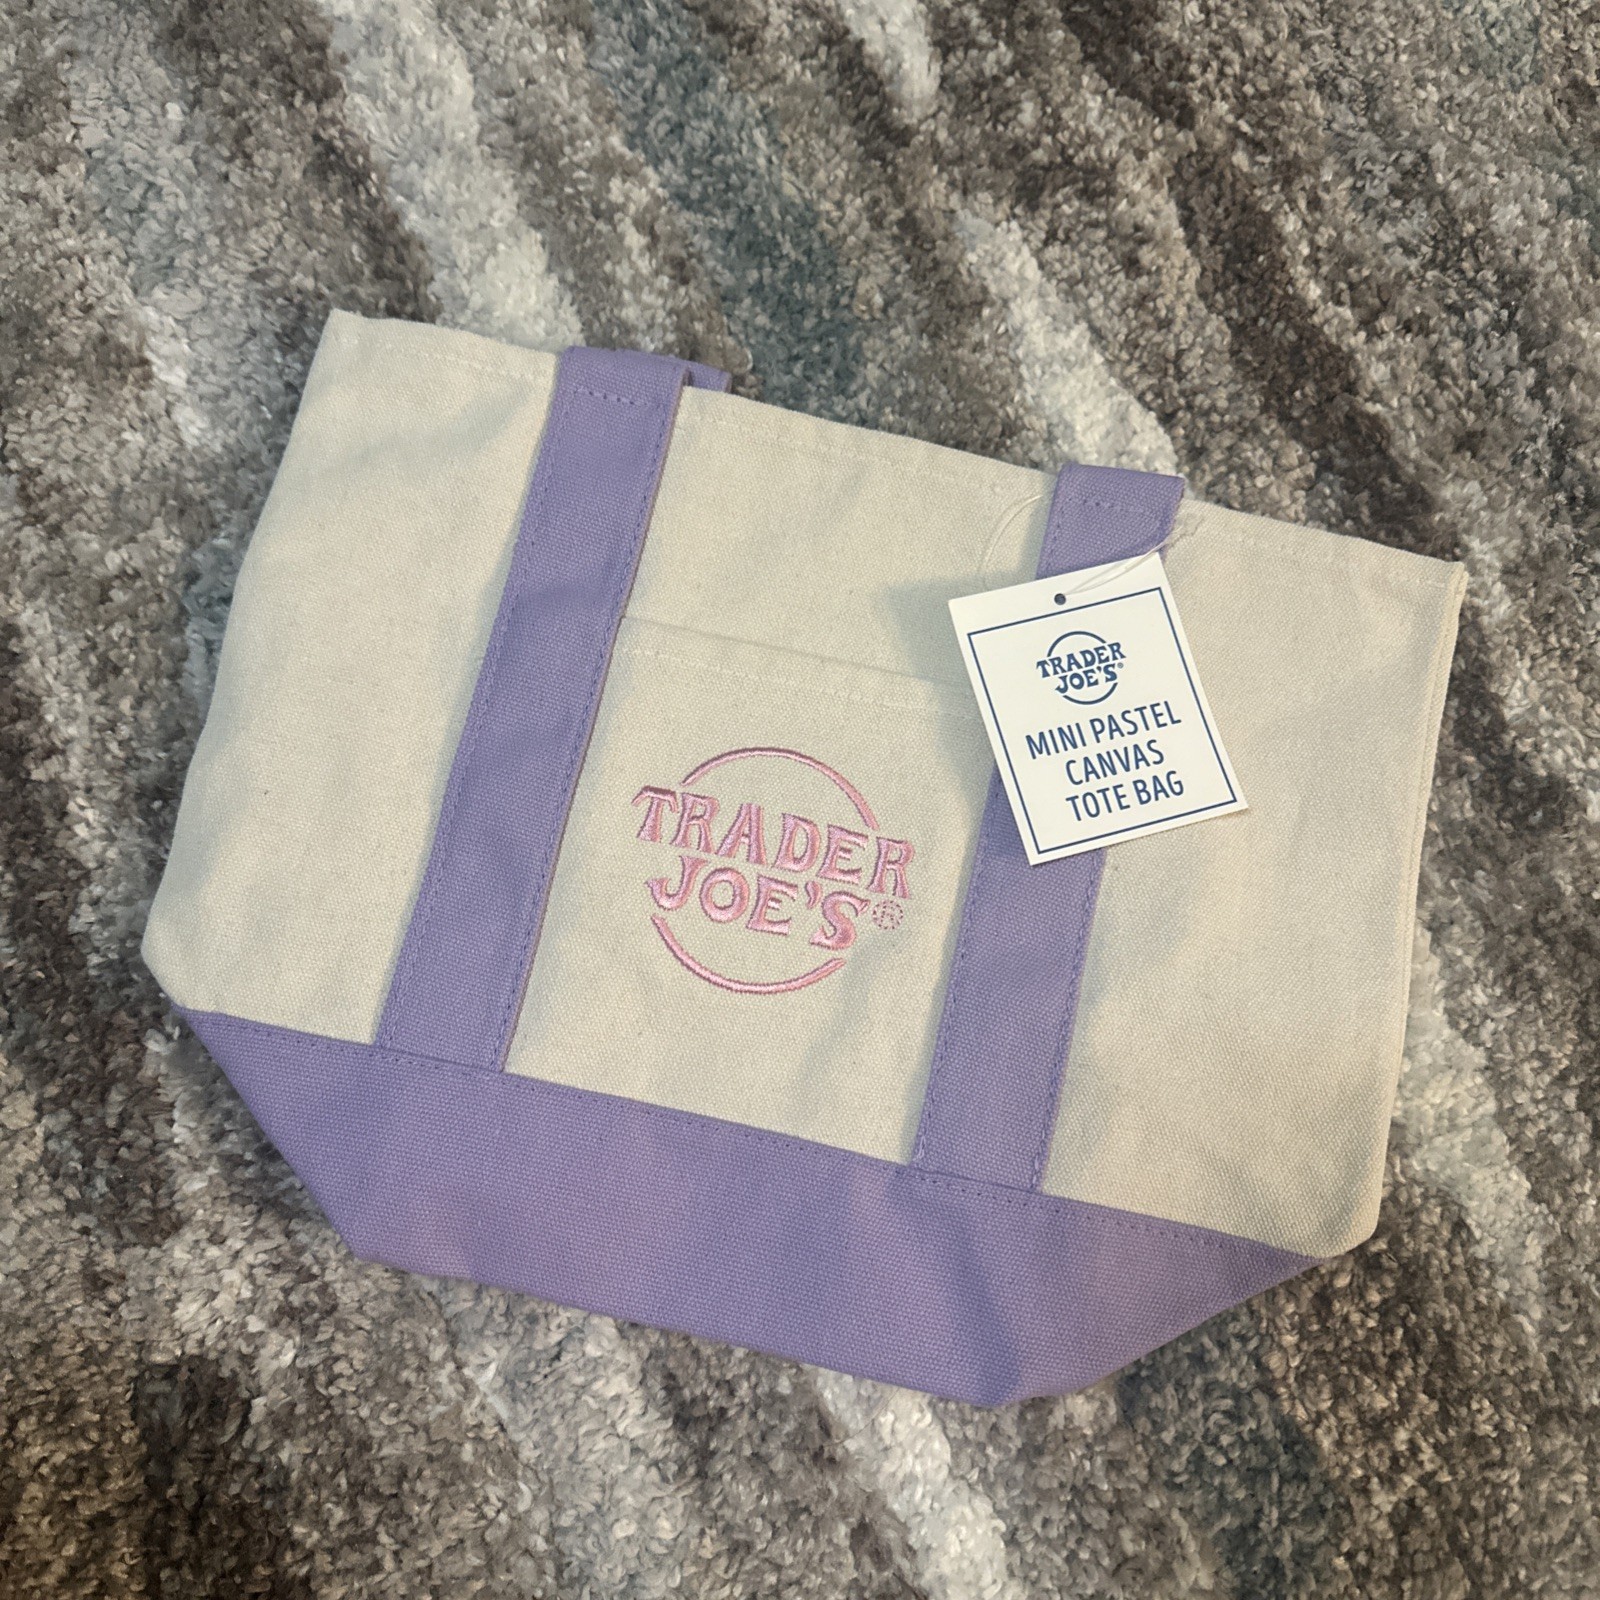 TRADER
JOE'S®
TRADER
JOE'S®
MINI PASTEL
CANVAS
TOTE BAG